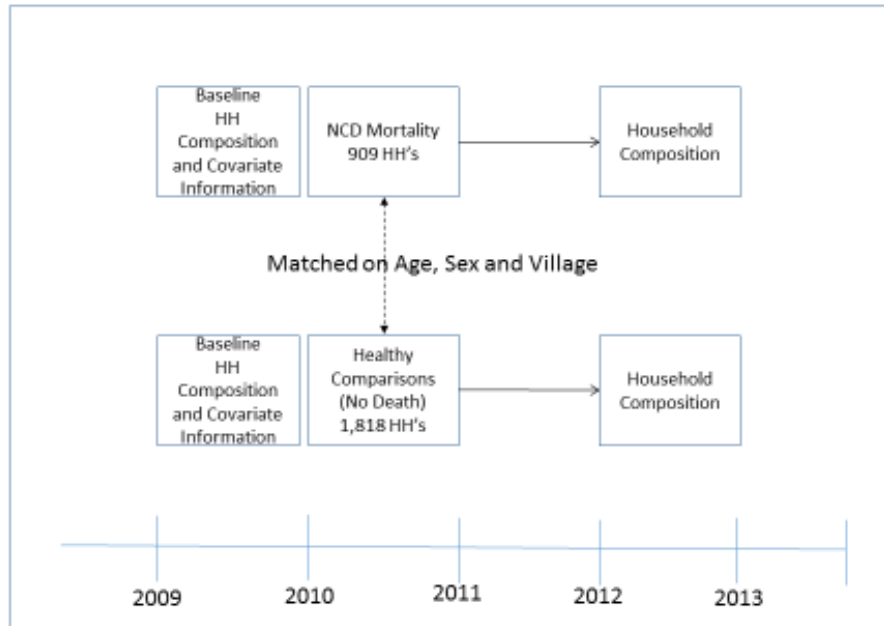 Baseline
HH
Composition
and Covariate
Information
NCD Mortality
909 HH's
Household
Composition
Matched on Age, Sex and Village
Baseline
HH
Composition
and Covariate
Information
Healthy
Comparisons
(No Death)
1,818 HH's
Household
Composition
2009
2010
2011
2012
2013